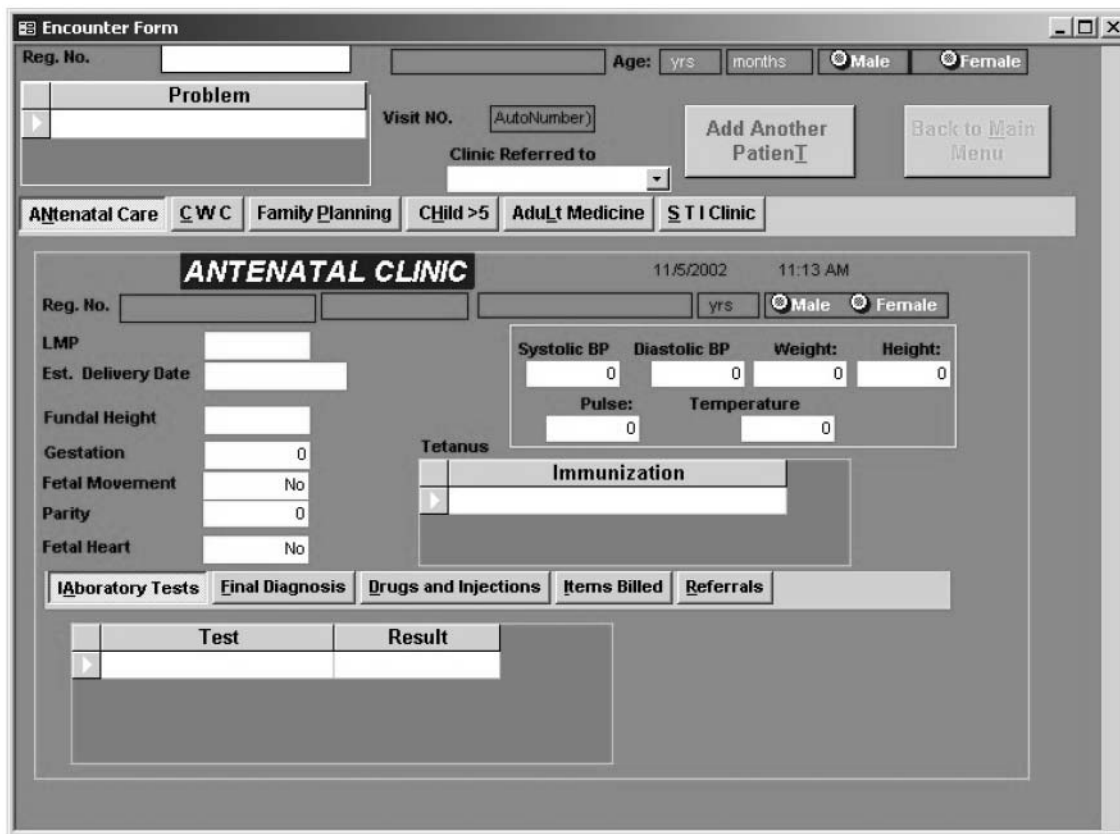 Encounter Form
Reg. No. Age: yrs months Male Female
Problem
Visit NO. AutoNumber)
Clinic Referred to
Add Another PatienT
Back to Main Menu
ANtenatal Care C W C Family Planning CHild >5 AduLt Medicine S T I Clinic
ANTENATAL CLINIC 11/5/2002 11:13 AM
Reg. No. yrs Male Female
LMP
Est. Delivery Date
Fundal Height
Gestation 0
Fetal Movement No
Parity 0
Fetal Heart No
Systolic BP Diastolic BP Weight: Height:
0 0 0 0
Pulse: Temperature
0 0
Tetanus
Immunization
lAboratory Tests Final Diagnosis Drugs and Injections Items Billed Referrals
Test Result